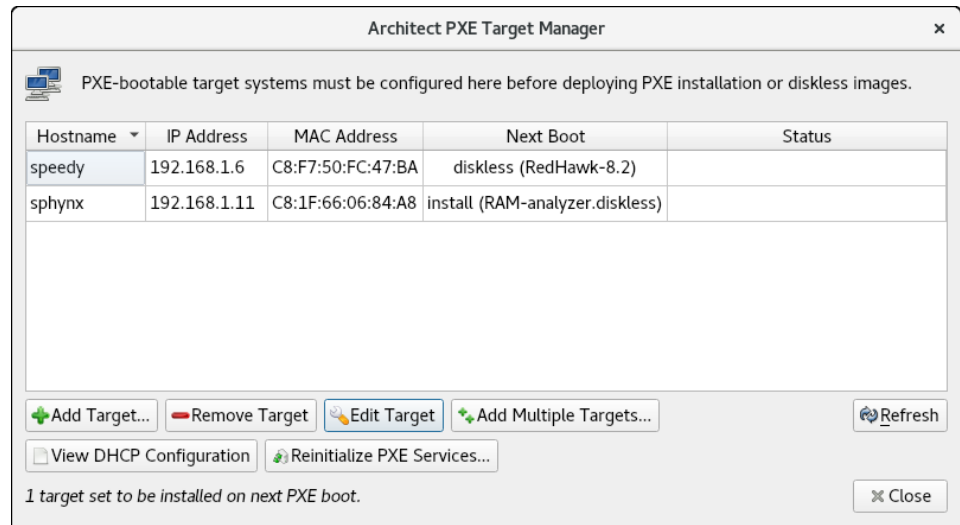 Architect PXE Target Manager
PXE-bootable target systems must be configured here before deploying PXE installation or diskless images.
Hostname IP Address MAC Address Next Boot Status
speedy 192.168.1.6 C8:F7:50:FC:47:BA diskless (RedHawk-8.2)
sphynx 192.168.1.11 C8:1F:66:06:84:A8 install (RAM-analyzer.diskless)
Add Target... Remove Target Edit Target Add Multiple Targets... Refresh
View DHCP Configuration Reinitialize PXE Services...
1 target set to be installed on next PXE boot. Close